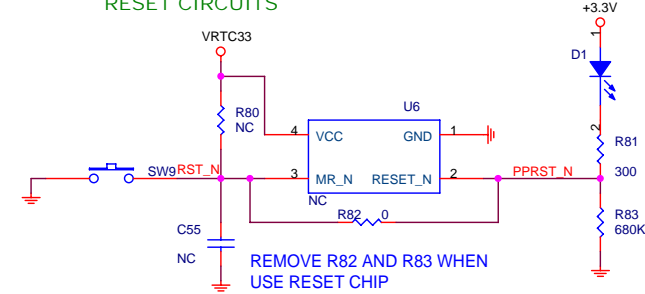 RESET CIRCUITS
+3.3V
VRTC33
1
D1
R80
NC
U6
4 VCC GND 1
2
R81
SW9 RST_N 3 MR_N RESET_N 2 PPRST_N 300
NC
R82 0
R83
680K
C55
NC
REMOVE R82 AND R83 WHEN
USE RESET CHIP